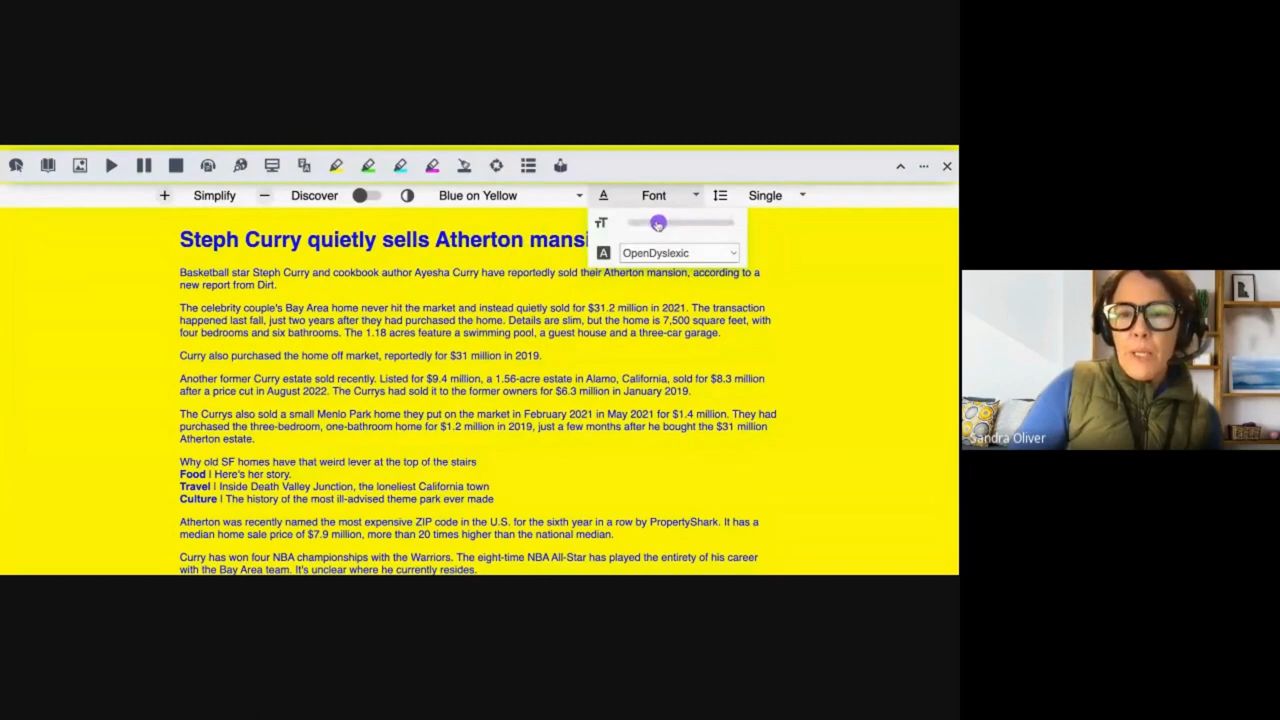 Simplify Discover Blue on Yellow Font Single
OpenDyslexic
Steph Curry quietly sells Atherton
Basketball star Steph Curry and cookbook author Ayesha Curry have reportedly sold their Atherton mansion, according to a
new report from Dirt.
The celebrity couple's Bay Area home never hit the market and instead quietly sold for $31.2 million in 2021. The transaction
happened last fall, just two years after they had purchased the home. Details are slim, but the home is 7,500 square feet, with
four bedrooms and six bathrooms. The 1.18 acres feature a swimming pool, a guest house and a three-car garage.
Curry also purchased the home off market, reportedly for $31 million in 2019.
Another former Curry estate sold recently. Listed for $9.4 million, a 1.56-acre estate in Alamo, California, sold for $8.3 million
after a price cut in August 2022. The Currys had sold it to the former owners for $6.3 million in January 2019.
The Currys also sold a small Menlo Park home they put on the market in February 2021 in May 2021 for $1.4 million. They had
purchased the three-bedroom, one-bathroom home for $1.2 million in 2019, just a few months after he bought the $31 million
Atherton estate.
Why old SF homes have that weird lever at the top of the stairs
Food | Here's her story.
Travel | Inside Death Valley Junction, the loneliest California town
Culture | The history of the most ill-advised theme park ever made
Atherton was recently named the most expensive ZIP code in the U.S. for the sixth year in a row by PropertyShark. It has a
median home sale price of $7.9 million, more than 20 times higher than the national median.
Curry has won four NBA championships with the Warriors. The eight-time NBA All-Star has played the entirety of his career
with the Bay Area team. It's unclear where he currently resides.
Sandra Oliver